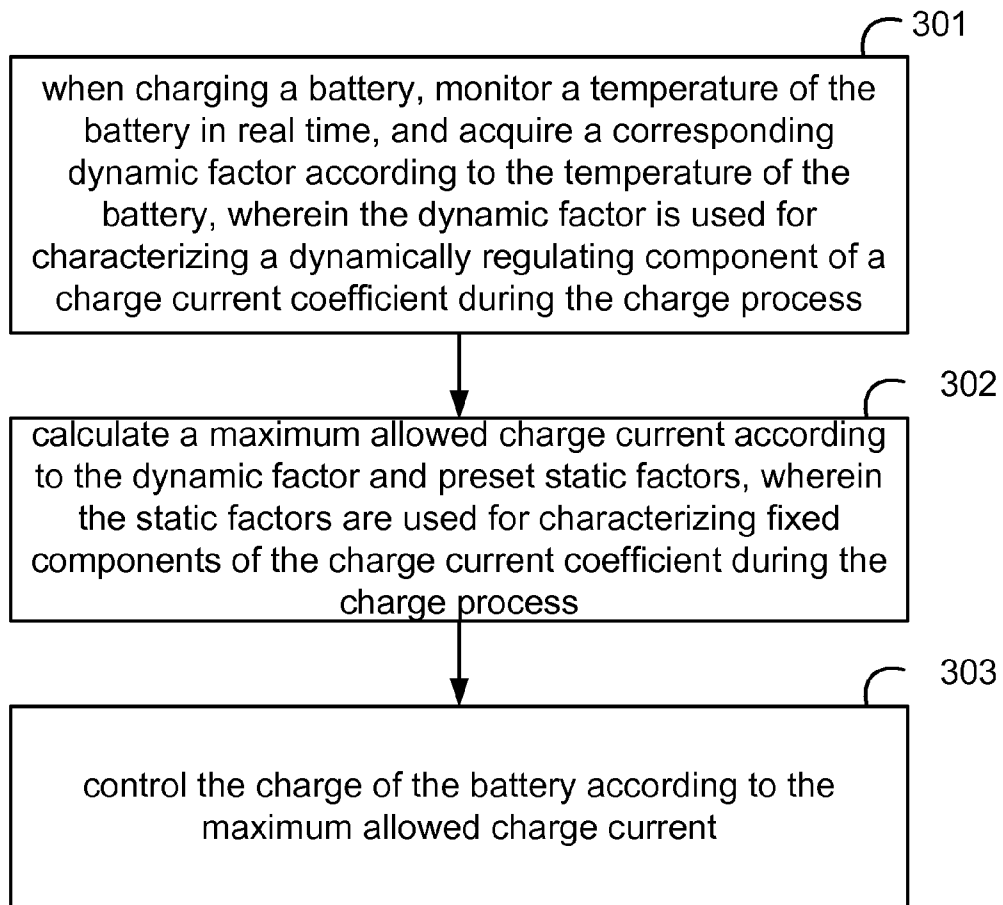 301
when charging a battery, monitor a temperature of the
battery in real time, and acquire a corresponding
dynamic factor according to the temperature of the
battery, wherein the dynamic factor is used for
characterizing a dynamically regulating component of a
charge current coefficient during the charge process
302
calculate a maximum allowed charge current according
to the dynamic factor and preset static factors, wherein
the static factors are used for characterizing fixed
components of the charge current coefficient during the
charge process
303
control the charge of the battery according to the
maximum allowed charge current